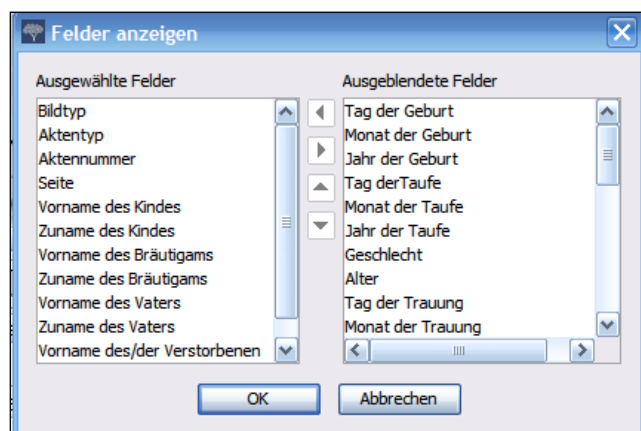 Felder anzeigen
Ausgewählte Felder
Bildtyp
Aktentyp
Aktennummer
Seite
Vorname des Kindes
Zuname des Kindes
Vorname des Bräutigams
Zuname des Bräutigams
Vorname des Vaters
Zuname des Vaters
Vorname des/der Verstorbenen
Ausgeblendete Felder
Tag der Geburt
Monat der Geburt
Jahr der Geburt
Tag derTaufe
Monat der Taufe
Jahr der Taufe
Geschlecht
Alter
Tag der Trauung
Monat der Trauung
OK
Abbrechen